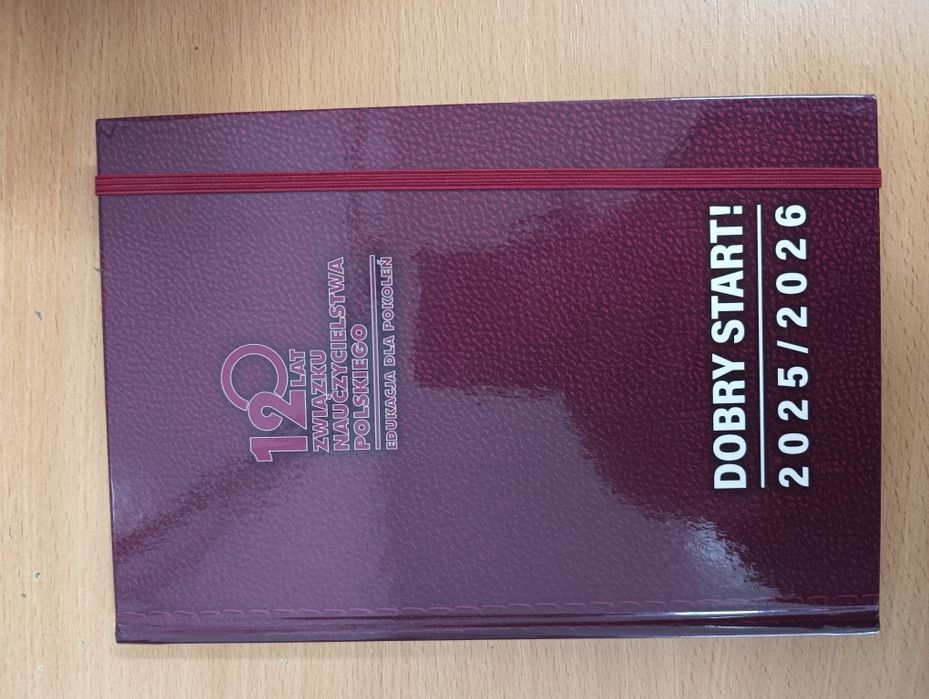 120 LAT
ZWIĄZKU
NAUCZYCIELSTWA
POLSKIEGO
EDUKACJA DLA POKOLEŃ
DOBRY START!
2025/2026